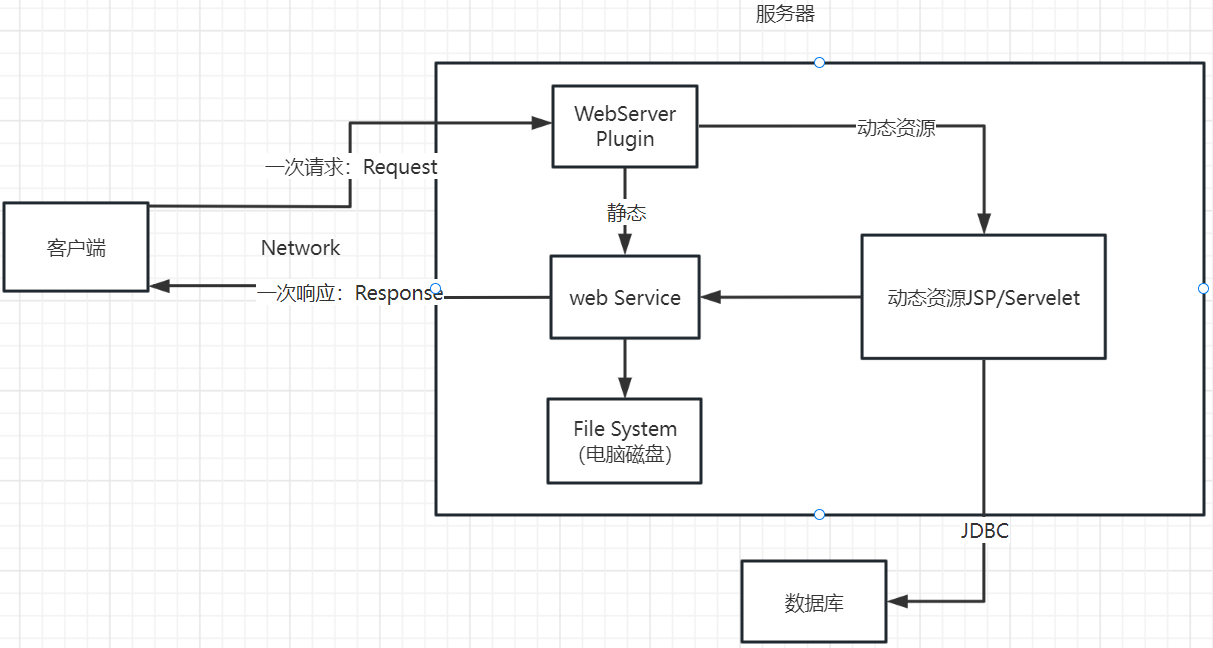 服务器
WebServer
Plugin
动态资源
一次请求：Request
静态
客户端
Network
一次响应：Response
web Service
动态资源JSP/Servelet
File System
（电脑磁盘）
JDBC
数据库